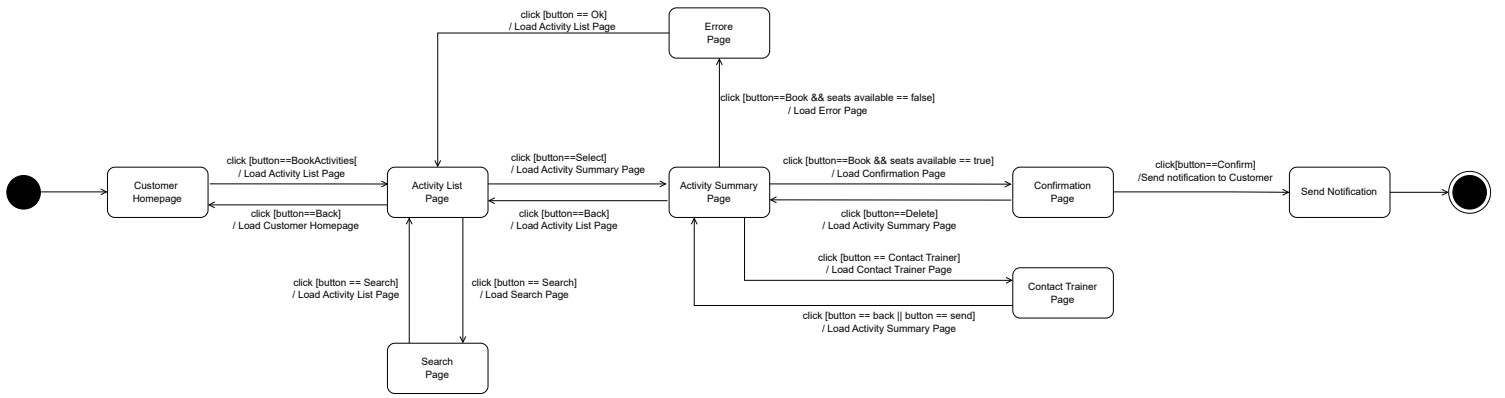 click [button == Ok]
/ Load Activity List Page
Errore
Page
click [button==Book && seats available == false]
/ Load Error Page
click [button==BookActivities[
/ Load Activity List Page
click [button==Select]
/ Load Activity Summary Page
click [button==Book && seats available == true]
/ Load Confirmation Page
click[button==Confirm]
/Send notification to Customer
Customer
Homepage
Activity List
Page
Activity Summary
Page
Confirmation
Page
Send Notification
click [button==Back]
/ Load Customer Homepage
click [button==Back]
/ Load Activity List Page
click [button==Delete]
/ Load Activity Summary Page
click [button == Search]
/ Load Activity List Page
click [button == Search]
/ Load Search Page
click [button == Contact Trainer]
/ Load Contact Trainer Page
Contact Trainer
Page
click [button == back || button == send]
/ Load Activity Summary Page
Search
Page